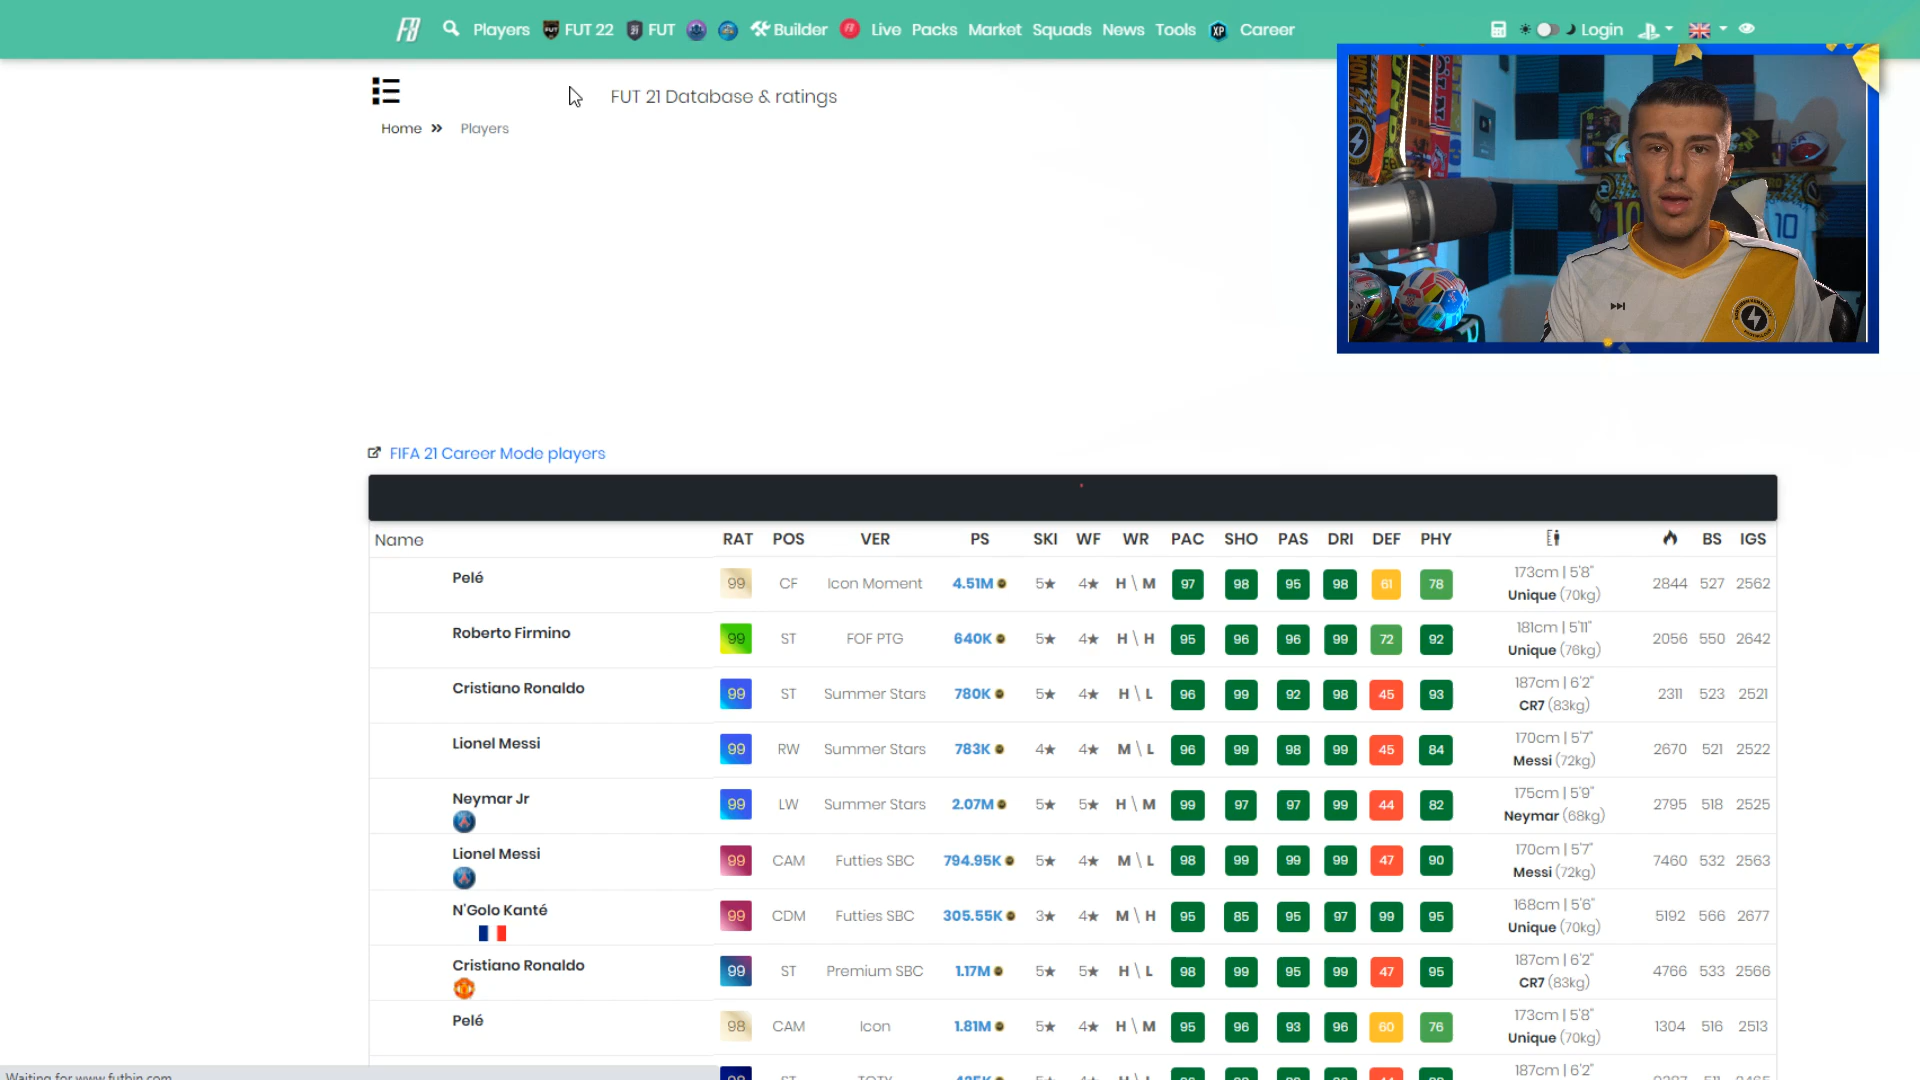 FB Players FUT 22 FUT Builder Live Packs Market Squads News Tools XP Career Login
FUT 21 Database & ratings
Home » Players
10
10
FIFA 21 Career Mode players
Name RAT POS VER PS SKI WF WR PAC SHO PAS DRI DEF PHY BS IGS
Pelé 99 CF Icon Moment 4.51M 5★ 4★ H \ M 97 98 95 98 61 78 173cm | 5'8" Unique (70kg) 2844 527 2562
Roberto Firmino 99 ST FOF PTG 640K 5★ 4★ H \ H 95 96 96 99 72 92 181cm | 5'11" Unique (76kg) 2056 550 2642
Cristiano Ronaldo 99 ST Summer Stars 780K 5★ 4★ H \ L 96 99 92 98 45 93 187cm | 6'2" CR7 (83kg) 2311 523 2521
Lionel Messi 99 RW Summer Stars 783K 4★ 4★ M \ L 96 99 98 99 45 84 170cm | 5'7" Messi (72kg) 2670 521 2522
Neymar Jr 99 LW Summer Stars 2.07M 5★ 5★ H \ M 99 97 97 99 44 82 175cm | 5'9" Neymar (68kg) 2795 518 2525
Lionel Messi 99 CAM Futties SBC 794.95K 5★ 4★ M \ L 98 99 99 99 47 90 170cm | 5'7" Messi (72kg) 7460 532 2563
N'Golo Kanté 99 CDM Futties SBC 305.55K 3★ 4★ M \ H 95 85 95 97 99 95 168cm | 5'6" Unique (70kg) 5192 566 2677
Cristiano Ronaldo 99 ST Premium SBC 1.17M 5★ 5★ H \ L 98 99 95 99 47 95 187cm | 6'2" CR7 (83kg) 4766 533 2566
Pelé 98 CAM Icon 1.81M 5★ 4★ H \ M 95 96 93 96 60 76 173cm | 5'8" Unique (70kg) 1304 516 2513
187cm | 6'2"
Waiting for www.futbin.com